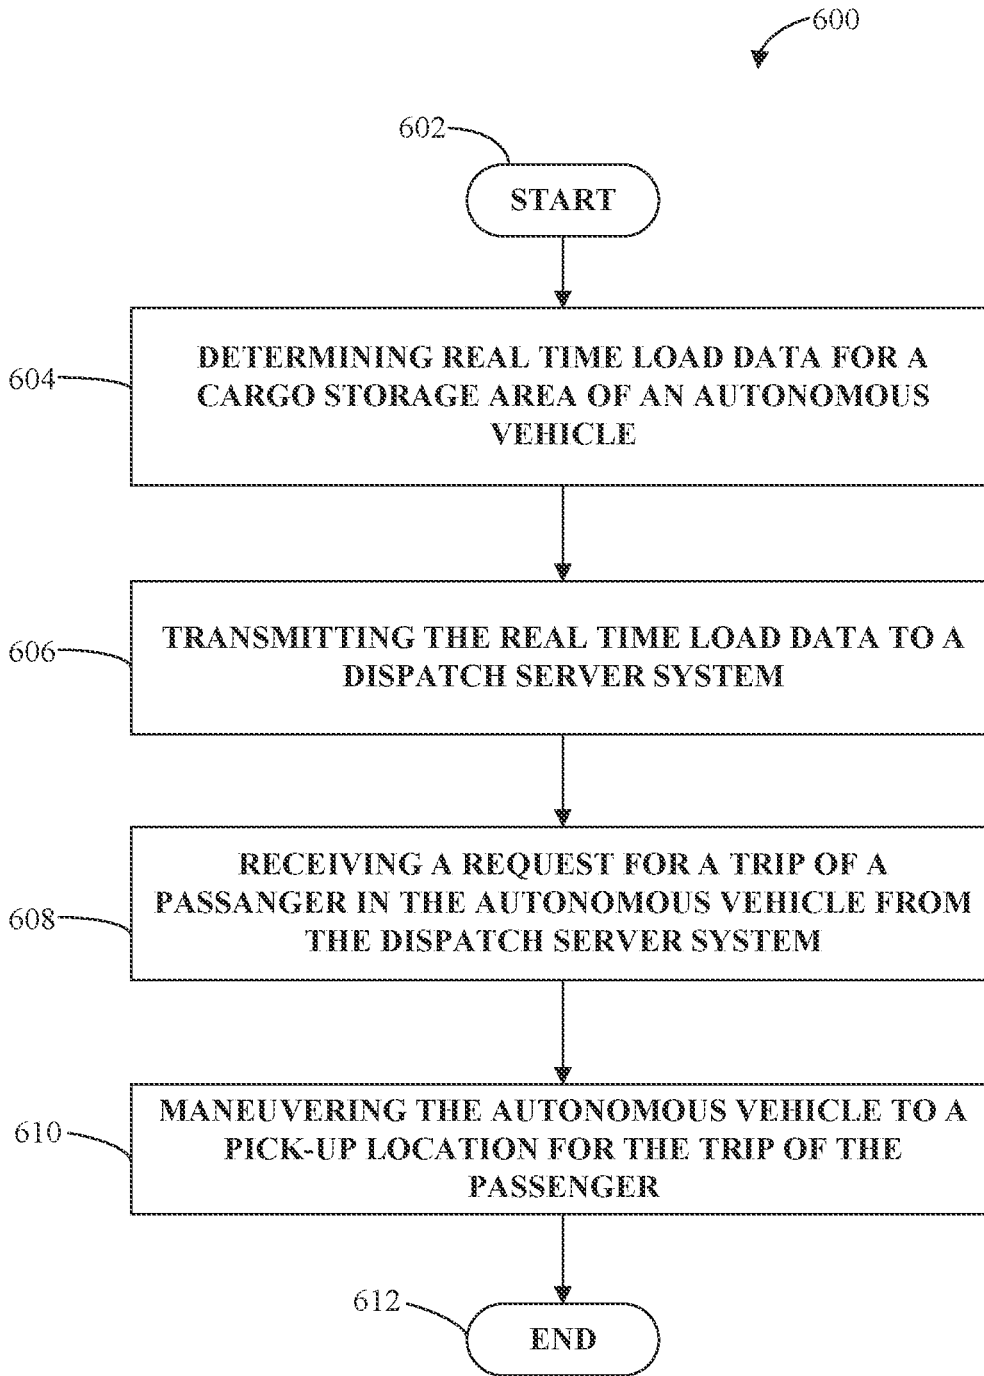 600
602
START
604
DETERMINING REAL TIME LOAD DATA FOR A
CARGO STORAGE AREA OF AN AUTONOMOUS
VEHICLE
606
TRANSMITTING THE REAL TIME LOAD DATA TO A
DISPATCH SERVER SYSTEM
608
RECEIVING A REQUEST FOR A TRIP OF A
PASSANGER IN THE AUTONOMOUS VEHICLE FROM
THE DISPATCH SERVER SYSTEM
610
MANEUVERING THE AUTONOMOUS VEHICLE TO A
PICK-UP LOCATION FOR THE TRIP OF THE
PASSENGER
612
END